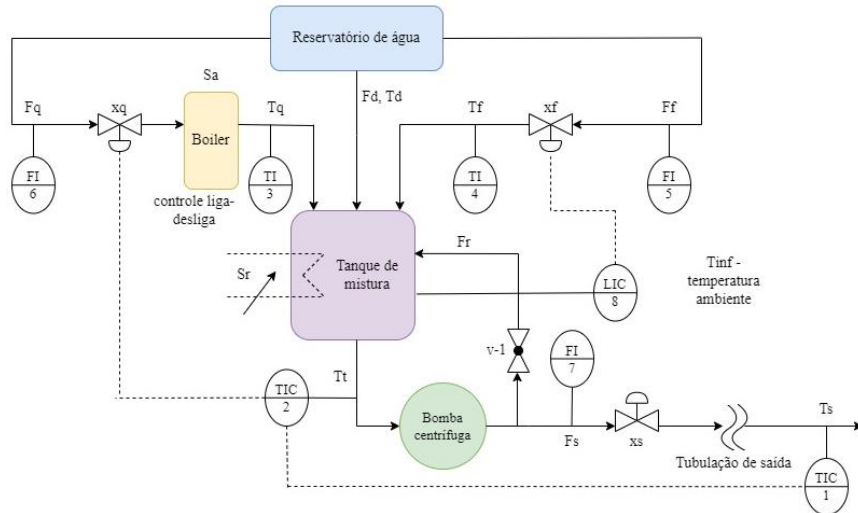 Reservatório de água
Sa
Fq
xq
Tq
Fd, Td
Tf
xf
Ff
Boiler
FI
6
TI
3
TI
4
FI
5
controle liga-
desliga
Sr
Tanque de
mistura
Fr
LIC
8
Tinf -
temperatura
ambiente
v-1
FI
7
Tt
TIC
2
Bomba
centrífuga
Fs
xs
Ts
Tubulação de saída
TIC
1